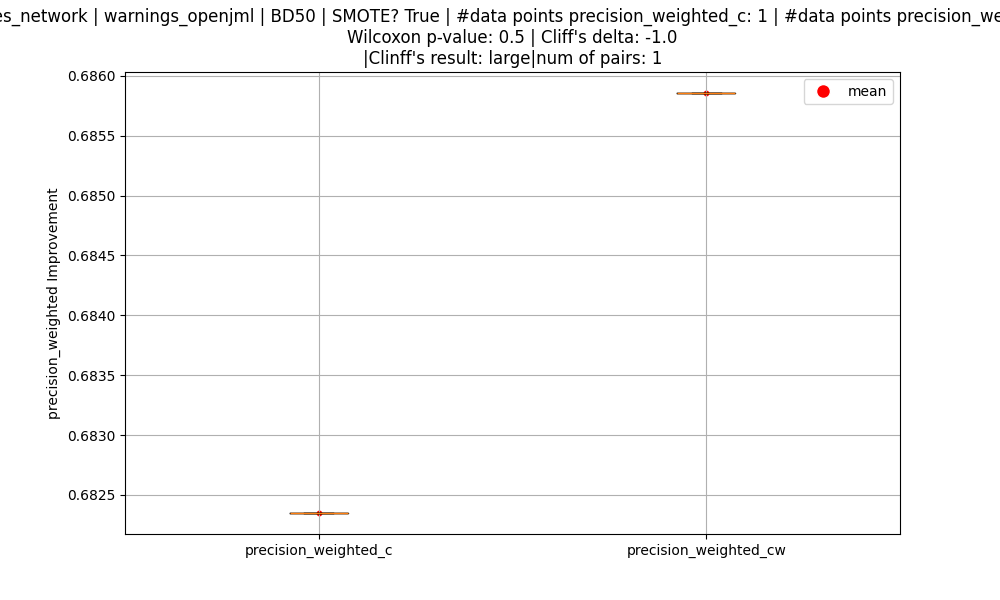 es_network | warnings_openjml | BD50 | SMOTE? True | #data points precision_weighted_c: 1 | #data points precision_we
Wilcoxon p-value: 0.5 | Cliff's delta: -1.0
|Clinff's result: large|num of pairs: 1
mean
0.6860
0.6855
0.6850
0.6845
0.6840
0.6835
0.6830
0.6825
precision_weighted Improvement
precision_weighted_c
precision_weighted_cw